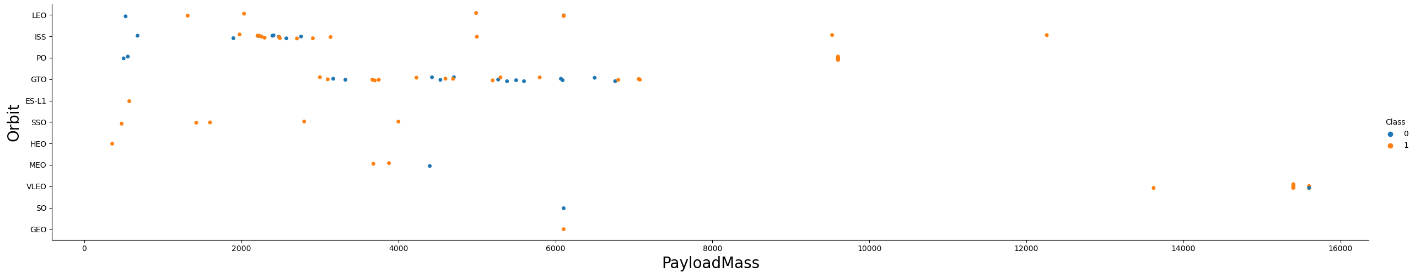 LEO
ISS
PO
GTO
ES-L1
SSO
HEO
MEO
VLEO
SO
GEO
Orbit
0 2000 4000 6000 8000 10000 12000 14000 16000
PayloadMass
Class
0
1